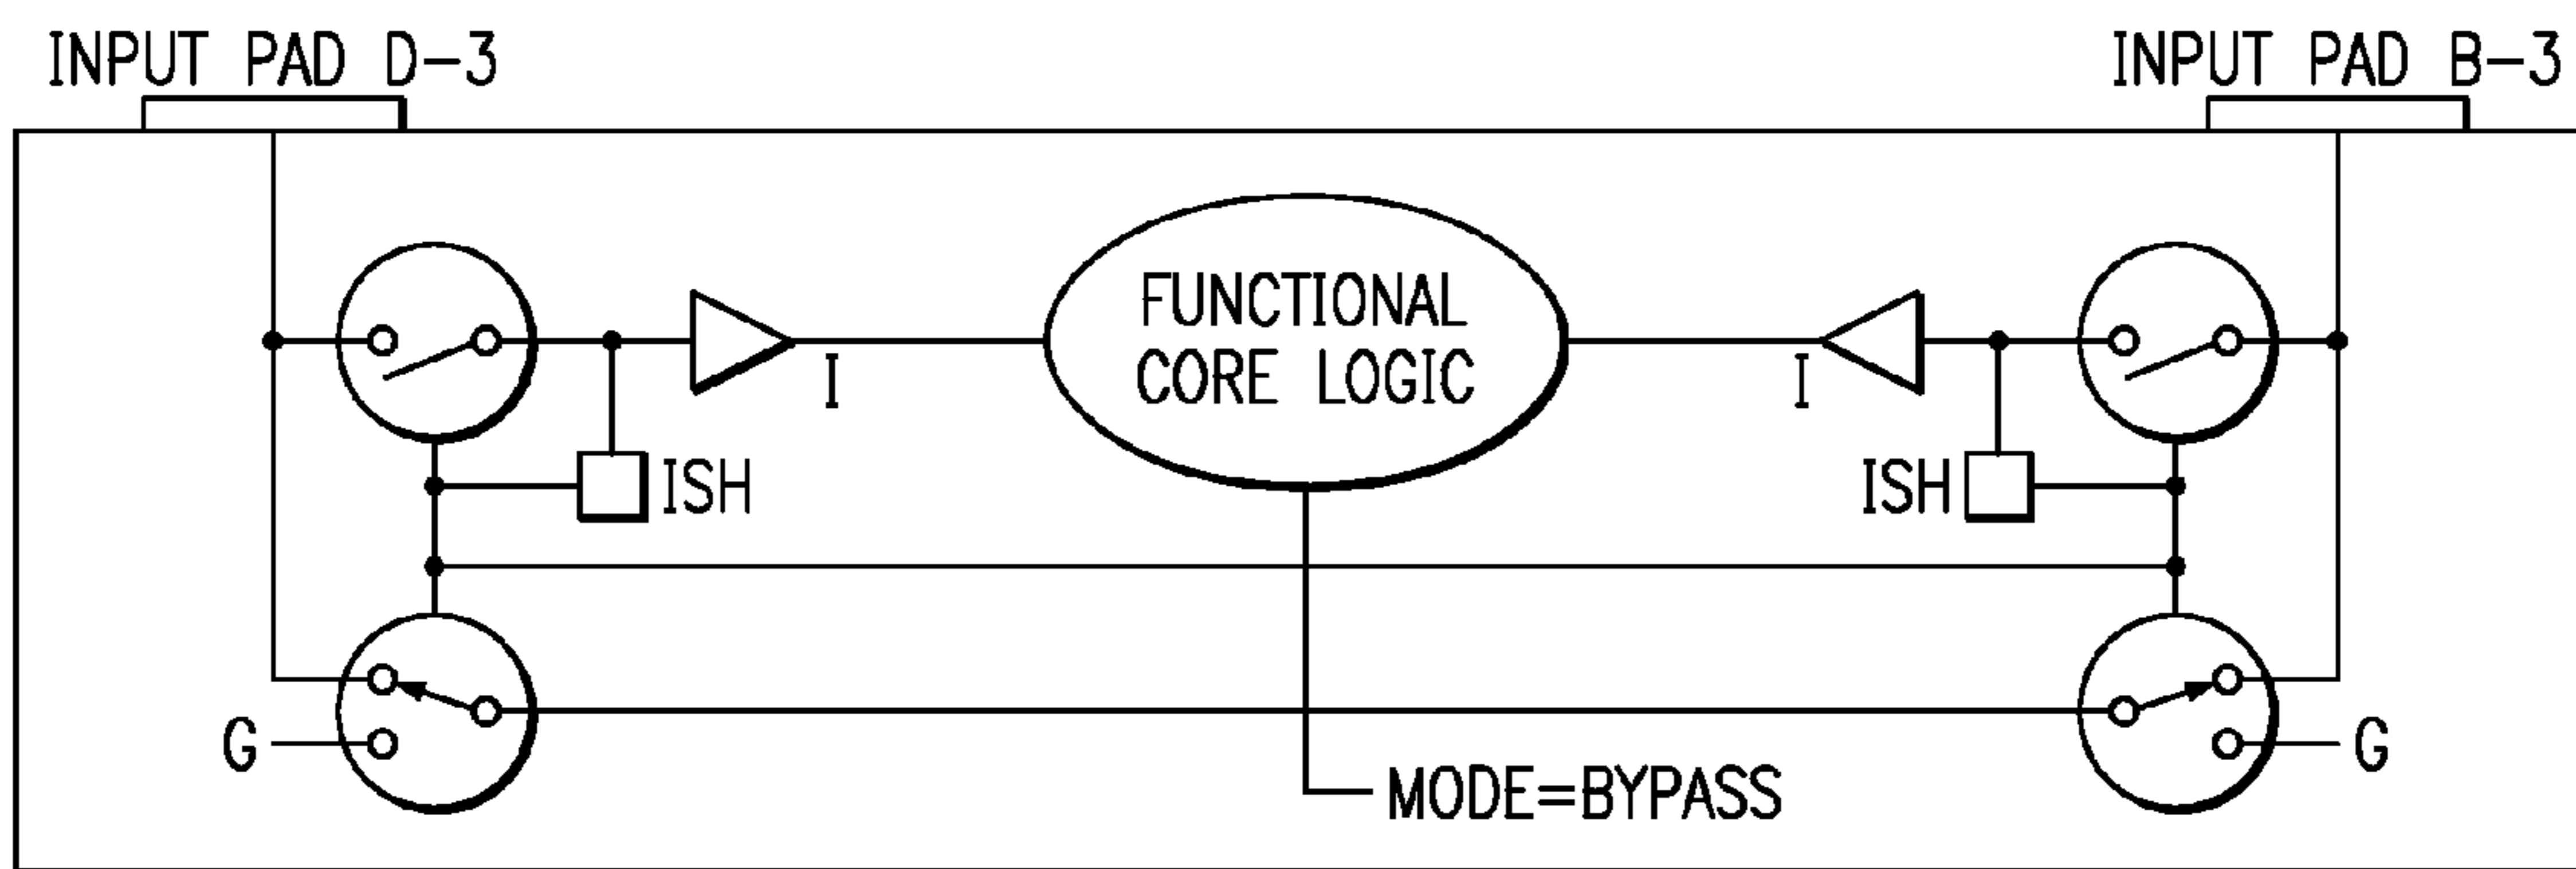 INPUT PAD D-3
INPUT PAD B-3
FUNCTIONAL
CORE LOGIC
I
I
ISH
ISH
G
G
MODE=BYPASS